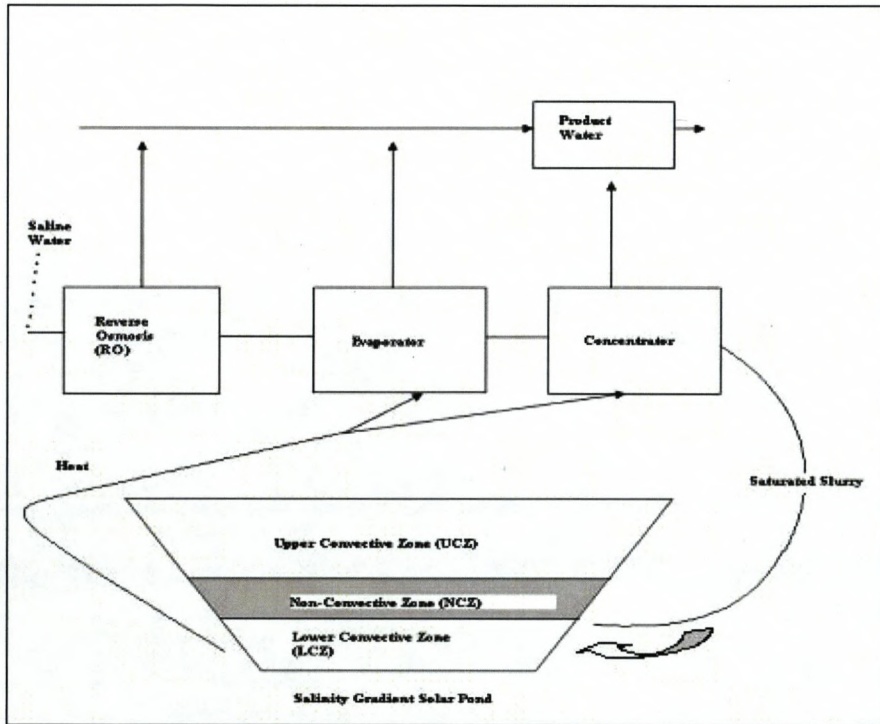 Product
Water
Saline
Water
Reverse
Osmosis
(RO)
Evaporator
Concentrator
Heat
Saturated Slurry
Upper Convective Zone (UCZ)
Non-Convective Zone (NCZ)
Lower Convective Zone
(LCZ)
Salinity Gradient Solar Pond